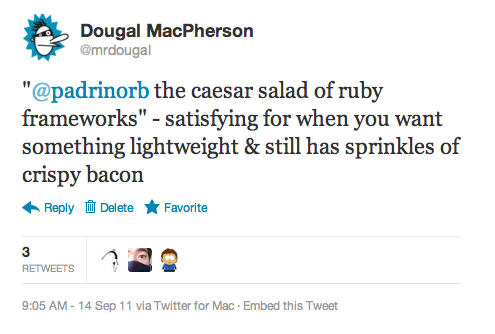 Dougal MacPherson
@mrdougal
"@padrinorb the caesar salad of ruby
frameworks" - satisfying for when you want
something lightweight & still has sprinkles of
crispy bacon
Reply Delete Favorite
3
RETWEETS
9:05 AM - 14 Sep 11 via Twitter for Mac · Embed this Tweet